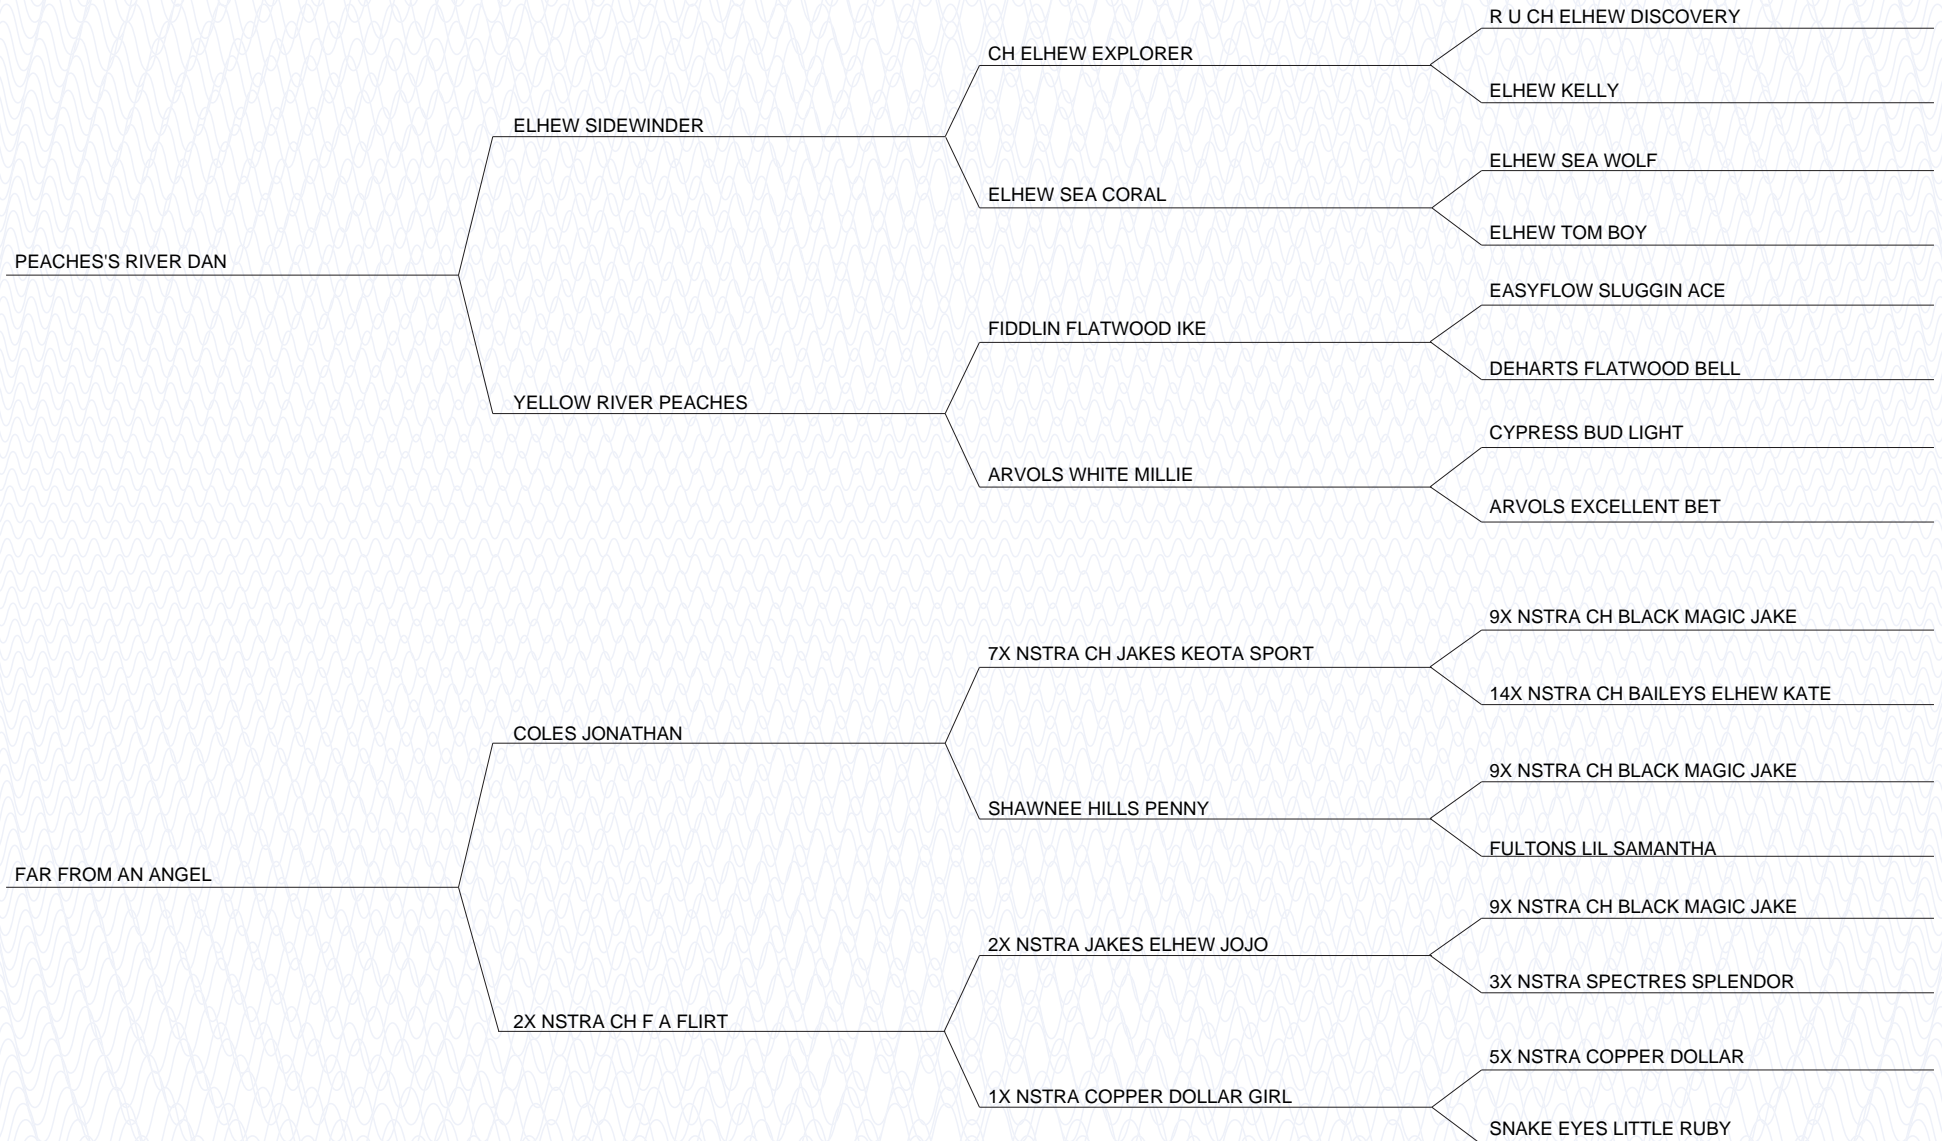 R U CH ELHEW DISCOVERY
CH ELHEW EXPLORER
ELHEW KELLY
ELHEW SIDEWINDER
ELHEW SEA WOLF
ELHEW SEA CORAL
ELHEW TOM BOY
PEACHES'S RIVER DAN
EASYFLOW SLUGGIN ACE
FIDDLIN FLATWOOD IKE
DEHARTS FLATWOOD BELL
YELLOW RIVER PEACHES
CYPRESS BUD LIGHT
ARVOLS WHITE MILLIE
ARVOLS EXCELLENT BET
9X NSTRA CH BLACK MAGIC JAKE
7X NSTRA CH JAKES KEOTA SPORT
14X NSTRA CH BAILEYS ELHEW KATE
COLES JONATHAN
9X NSTRA CH BLACK MAGIC JAKE
SHAWNEE HILLS PENNY
FULTONS LIL SAMANTHA
FAR FROM AN ANGEL
9X NSTRA CH BLACK MAGIC JAKE
2X NSTRA JAKES ELHEW JOJO
3X NSTRA SPECTRES SPLENDOR
2X NSTRA CH F A FLIRT
5X NSTRA COPPER DOLLAR
1X NSTRA COPPER DOLLAR GIRL
SNAKE EYES LITTLE RUBY